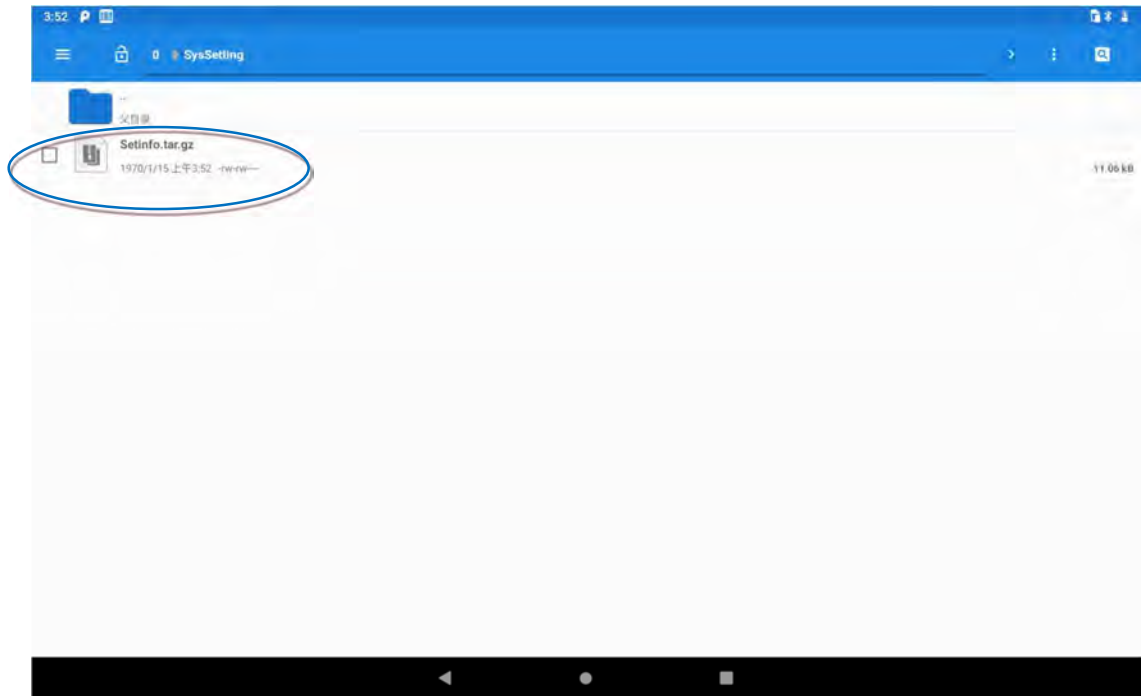 3:52
0 SysSetting
..
父目录
Setinfo.tar.gz
1970/1/15 上午3:52 -rw-rw----
11.06 kB